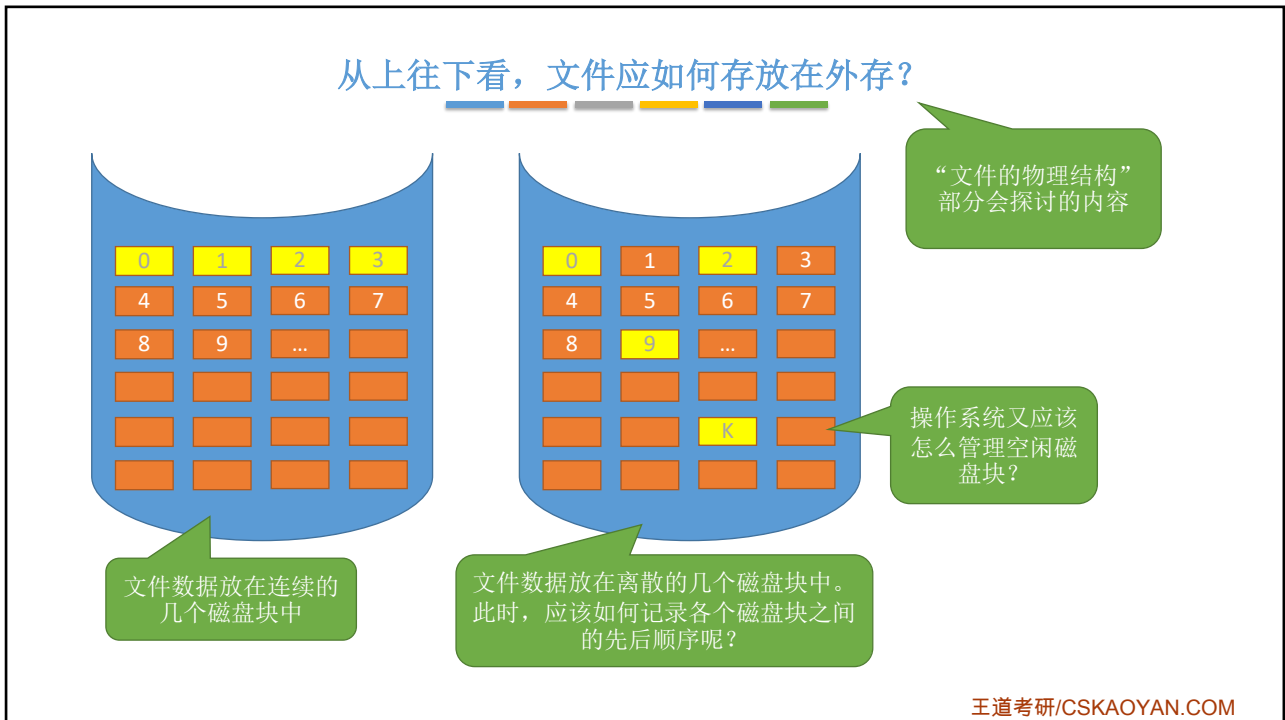 从上往下看，文件应如何存放在外存？
“文件的物理结构”
部分会探讨的内容
0 1 2 3
4 5 6 7
8 9 ...
0 1 2 3
4 5 6 7
8 9 ...
K
操作系统又应该
怎么管理空闲磁
盘块？
文件数据放在连续的
几个磁盘块中
文件数据放在离散的几个磁盘块中。
此时，应该如何记录各个磁盘块之间
的先后顺序呢？
王道考研/CSKAOYAN.COM